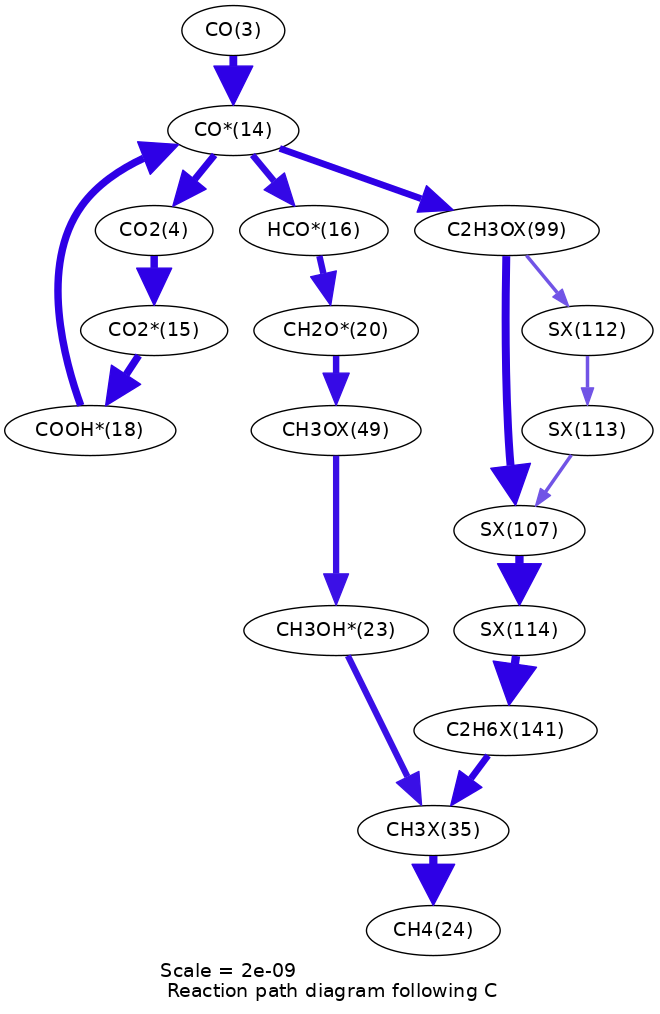 CO(3)
CO*(14)
CO2(4)
HCO*(16)
C2H3OX(99)
CO2*(15)
CH2O*(20)
SX(112)
COOH*(18)
CH3OX(49)
SX(113)
SX(107)
CH3OH*(23)
SX(114)
C2H6X(141)
CH3X(35)
CH4(24)
Scale = 2e-09
Reaction path diagram following C